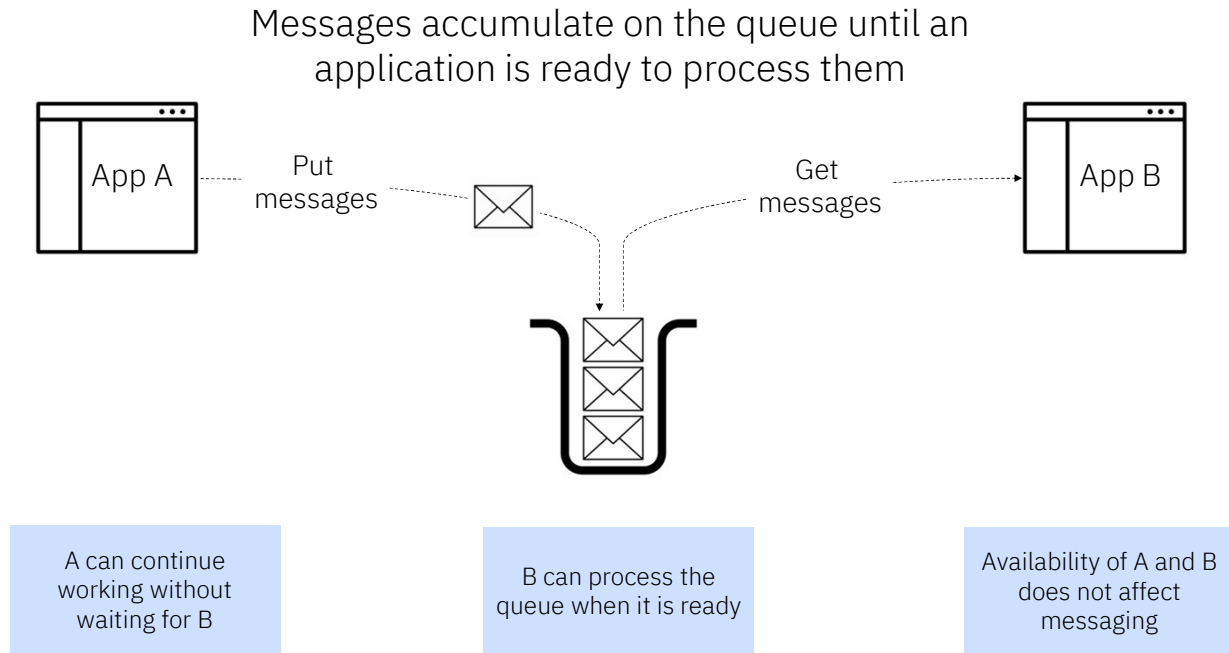 Messages accumulate on the queue until an
application is ready to process them
App A
Put
messages
Get
messages
App B
A can continue
working without
waiting for B
B can process the
queue when it is ready
Availability of A and B
does not affect
messaging